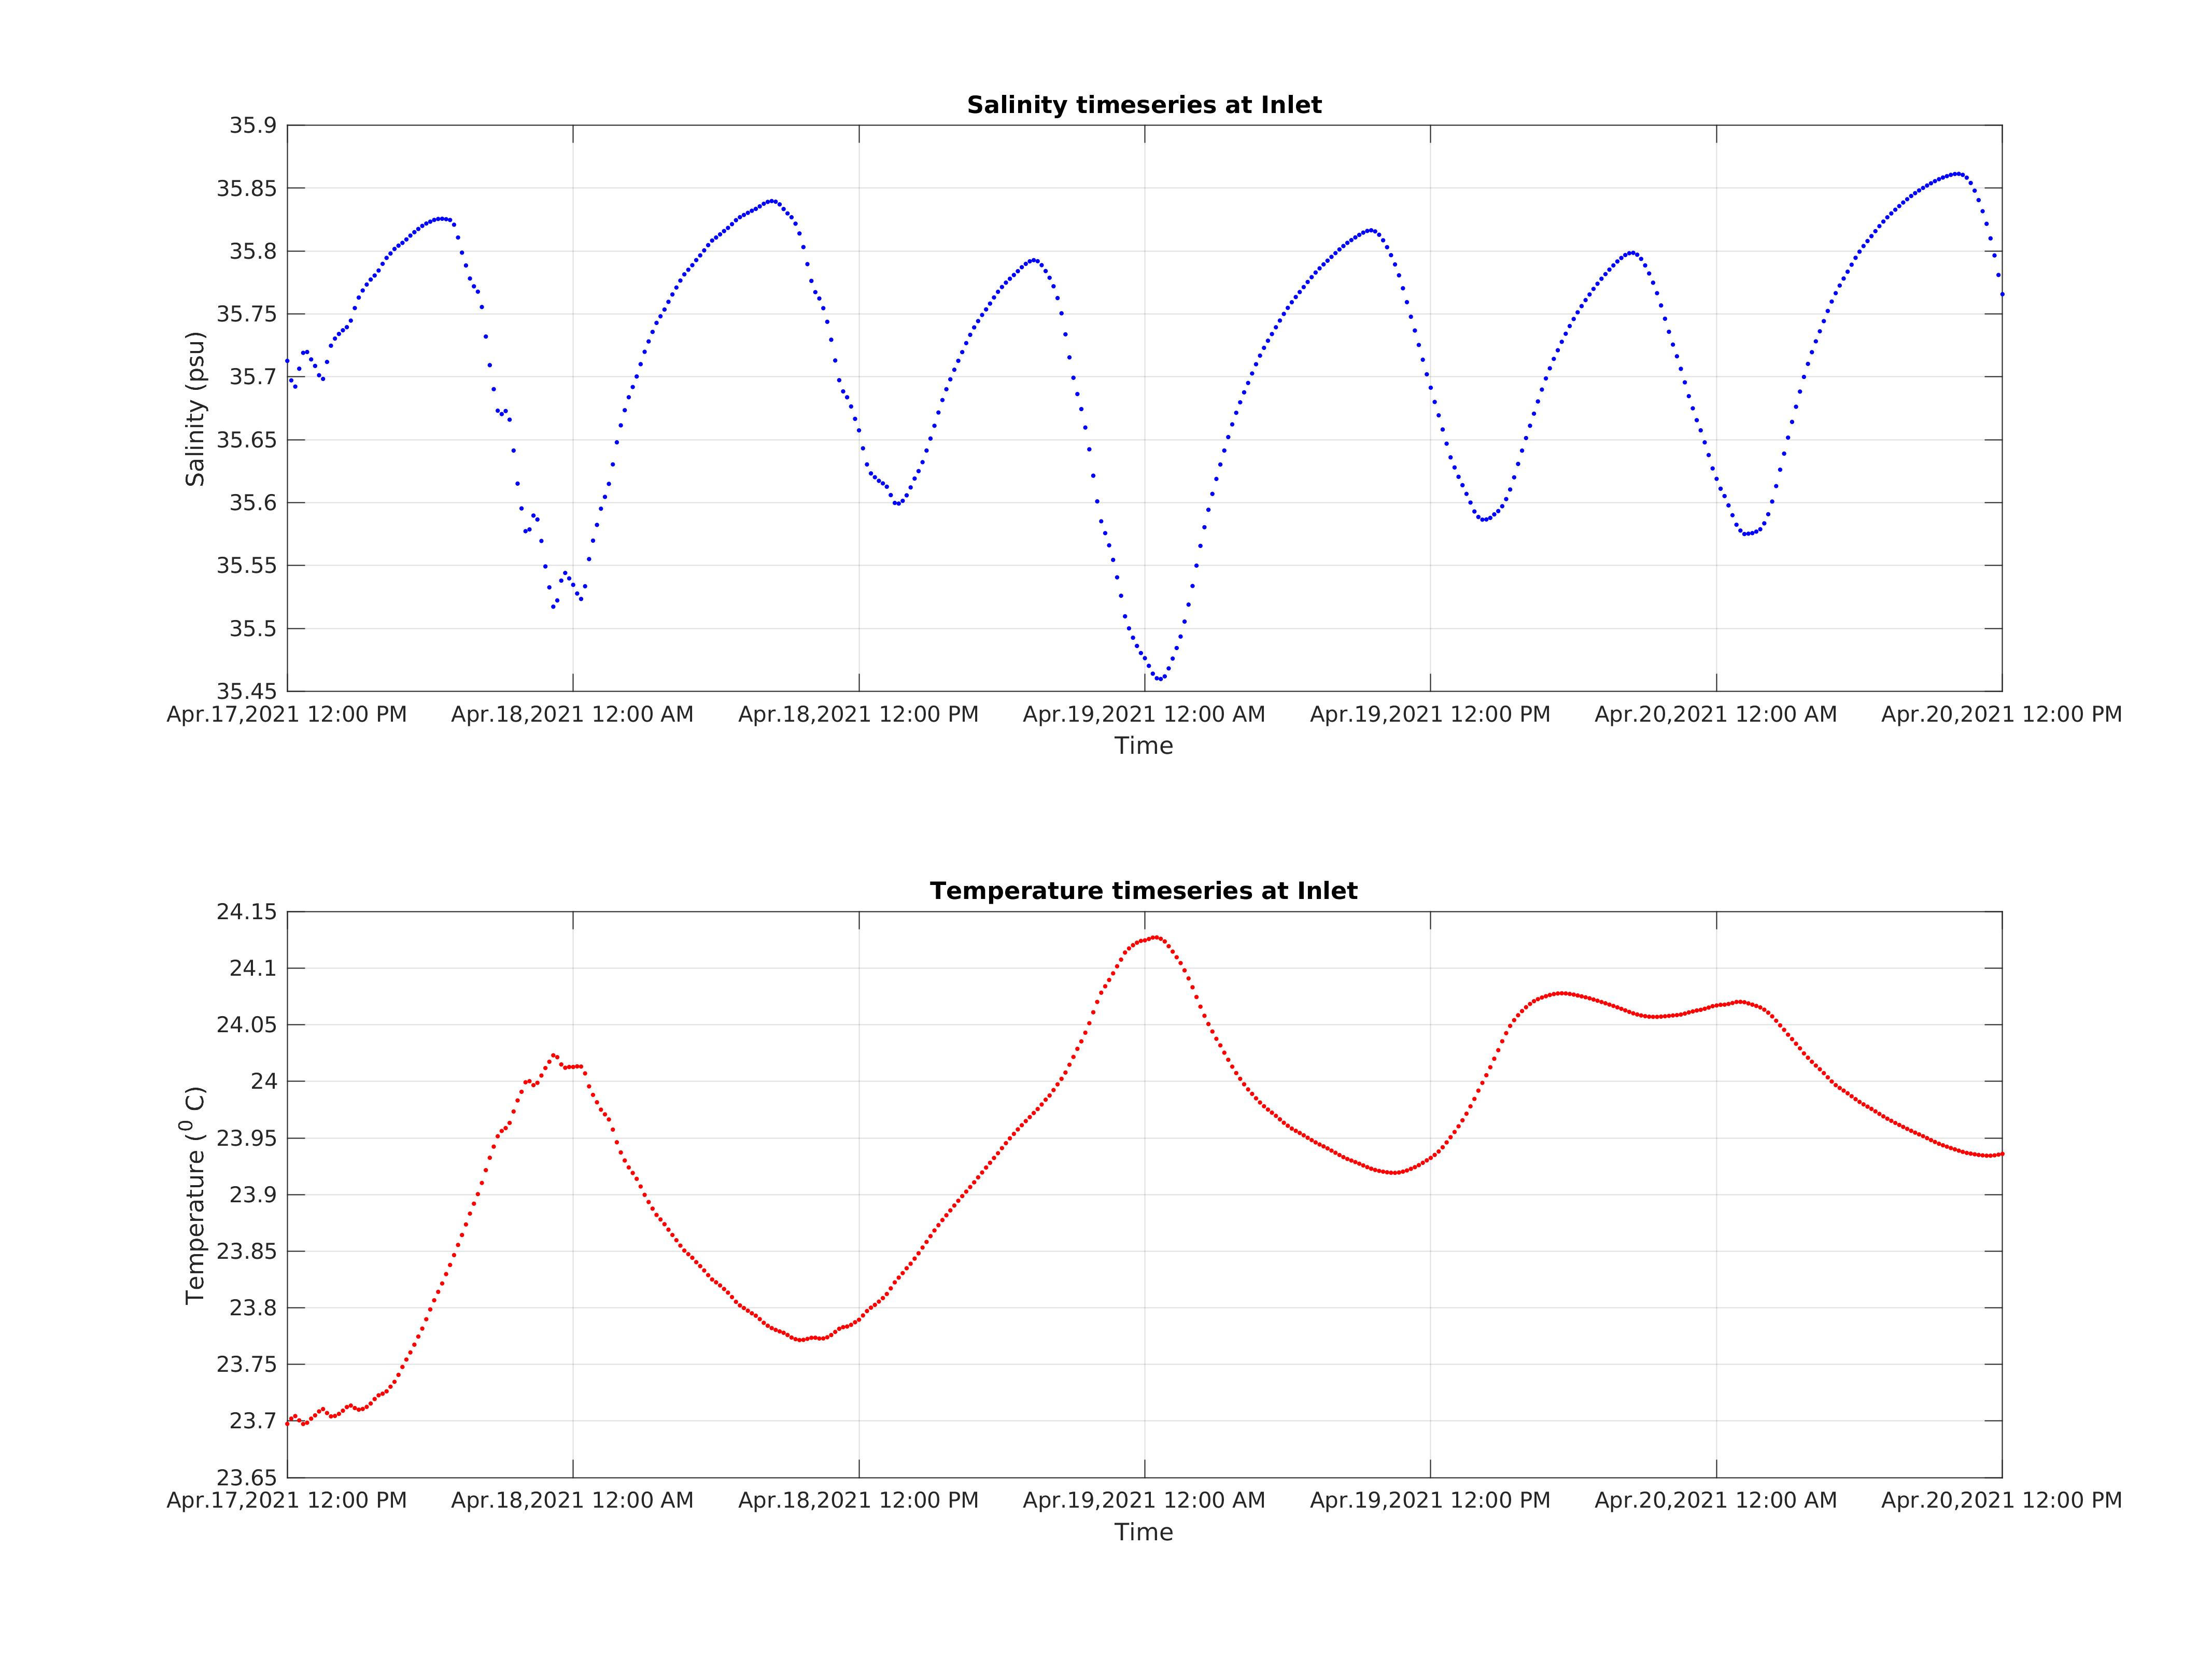 Salinity timeseries at Inlet
35.9
35.85
35.8
35.75
35.7
35.65
35.6
35.55
35.5
35.45
Salinity (psu)
Apr.17,2021 12:00 PM Apr.18,2021 12:00 AM Apr.18,2021 12:00 PM Apr.19,2021 12:00 AM Apr.19,2021 12:00 PM Apr.20,2021 12:00 AM Apr.20,2021 12:00 PM
Time
Temperature timeseries at Inlet
24.15
24.1
24.05
24
23.95
23.9
23.85
23.8
23.75
23.7
23.65
Temperature (⁰ C)
Apr.17,2021 12:00 PM Apr.18,2021 12:00 AM Apr.18,2021 12:00 PM Apr.19,2021 12:00 AM Apr.19,2021 12:00 PM Apr.20,2021 12:00 AM Apr.20,2021 12:00 PM
Time